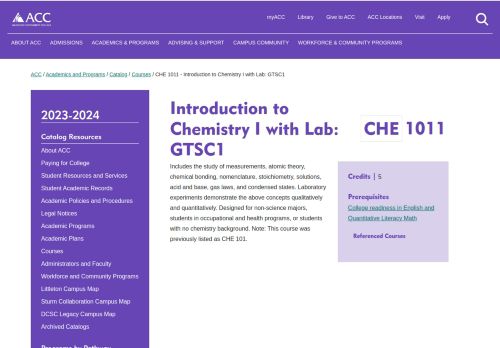 myACC Library Give to ACC ACC Locations Visit Apply
ACC
ABOUT ACC ADMISSIONS ACADEMICS & PROGRAMS ADVISING & SUPPORT CAMPUS COMMUNITY WORKFORCE & COMMUNITY PROGRAMS
ACC / Academics and Programs / Catalog / Courses / CHE 1011 - Introduction to Chemistry I with Lab: GTSC1
2023-2024
Catalog Resources
About ACC
Paying for College
Student Resources and Services
Student Academic Records
Academic Policies and Procedures
Legal Notices
Academic Programs
Academic Plans
Courses
Administrators and Faculty
Workforce and Community Programs
Littleton Campus Map
Sturm Collaboration Campus Map
DCSC Legacy Campus Map
Archived Catalogs
Programs by Pathway
Introduction to
Chemistry I with Lab:
GTSC1
CHE 1011
Includes the study of measurements, atomic theory,
chemical bonding, nomenclature, stoichiometry, solutions,
acid and base, gas laws, and condensed states. Laboratory
experiments demonstrate the above concepts qualitatively
and quantitatively. Designed for non-science majors,
students in occupational and health programs, or students
with no chemistry background. Note: This course was
previously listed as CHE 101.
Credits | 5
Prerequisites
College readiness in English and
Quantitative Literacy Math
Referenced Courses